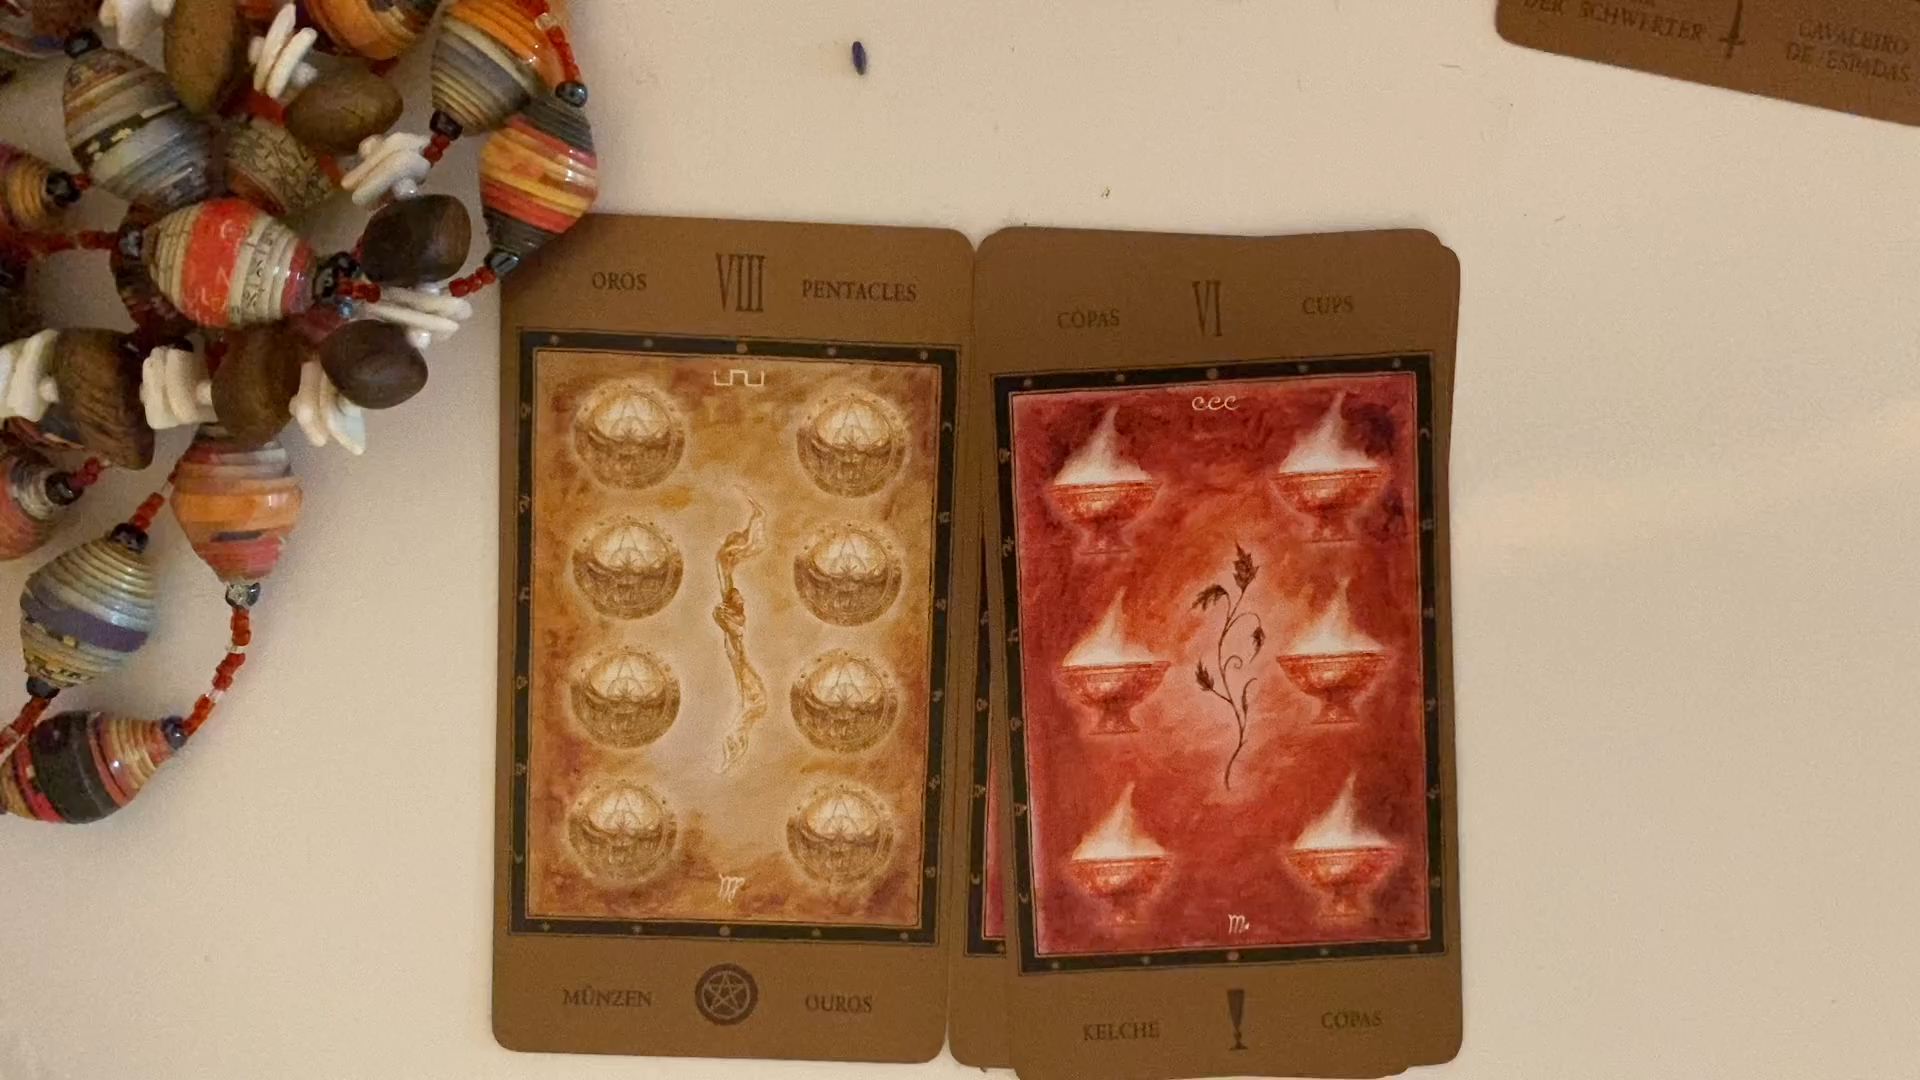 DER SCHWERTER
CAVALEIRO
DE ESPADAS
OROS VIII PENTACLES
MÜNZEN OUROS
COPAS VI CUPS
KELCHE COPAS